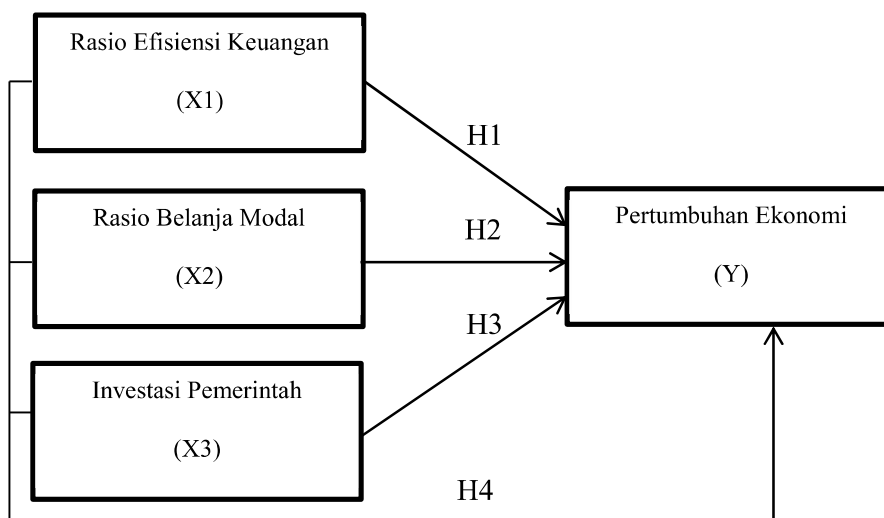 Rasio Efisiensi Keuangan
(X1)
H1
Rasio Belanja Modal
(X2)
H2
Pertumbuhan Ekonomi
(Y)
H3
Investasi Pemerintah
(X3)
H4